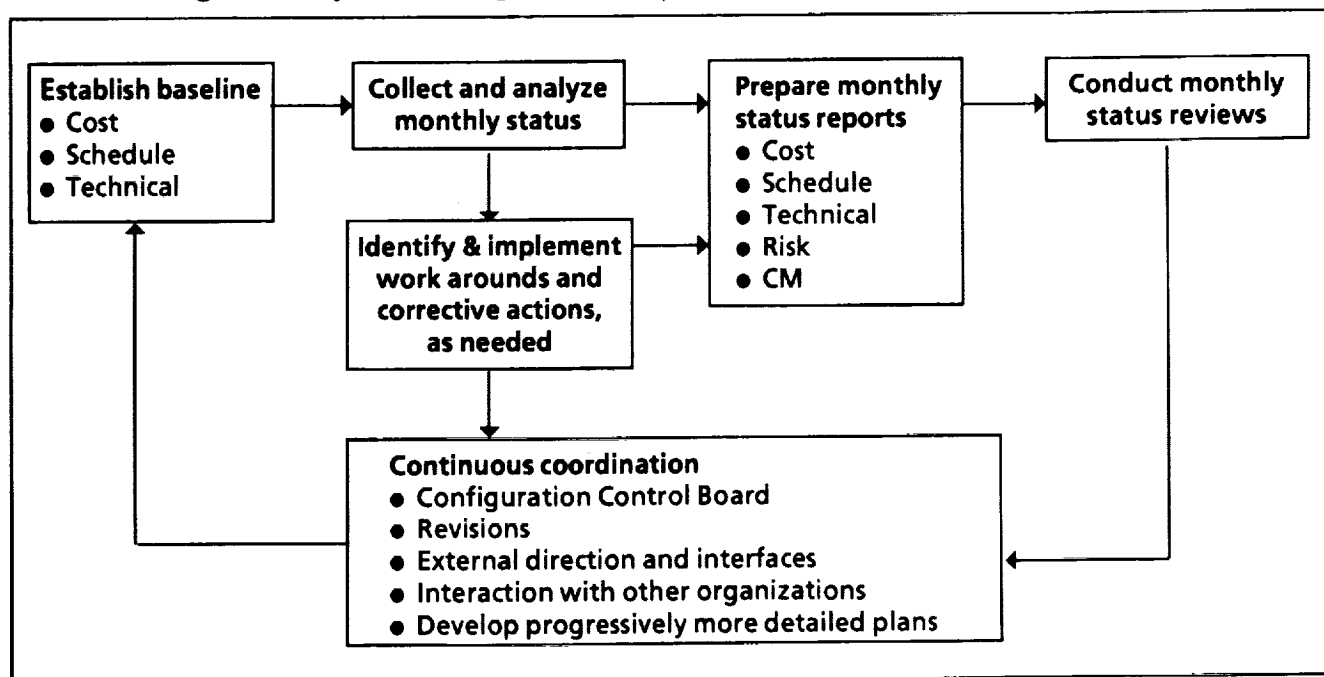 Establish baseline
● Cost
● Schedule
● Technical
Collect and analyze
monthly status
Prepare monthly
status reports
● Cost
● Schedule
● Technical
● Risk
● CM
Conduct monthly
status reviews
Identify & implement
work arounds and
corrective actions,
as needed
Continuous coordination
● Configuration Control Board
● Revisions
● External direction and interfaces
● Interaction with other organizations
● Develop progressively more detailed plans